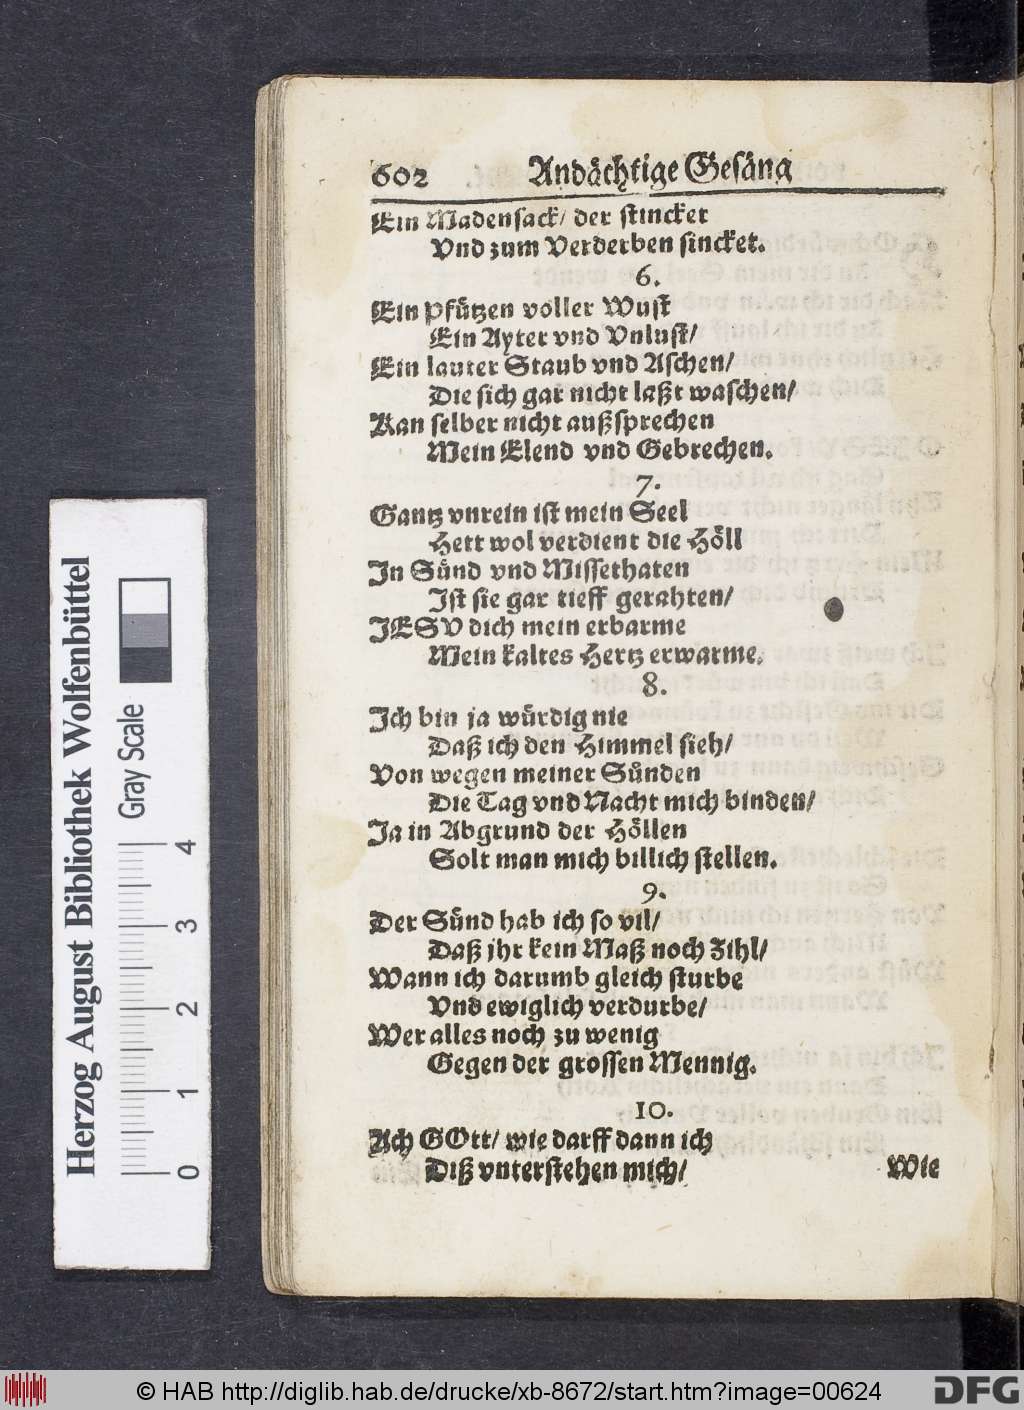 602 Andächtige Gesäng
Ein Madensack/ der stincket
Vnd zum Verderben sincket.
6.
Ein Pfützen voller Wust
Ein Ayter vnd Vnlust/
Ein lauter Staub vnd Aschen/
Die sich gar nicht laßt waschen/
Kan selber nicht außsprechen
Mein Elend vnd Gebrechen.
7.
Gantz vnrein ist mein Seel
Hett wol verdient die Höll
In Sünd vnd Missethaten
Ist sie gar tieff gerahten/
JESV dich mein erbarme
Mein kaltes Hertz erwarme.
8.
Ich bin ja würdig nie
Daß ich den Himmel sieh/
Von wegen meiner Sünden
Die Tag vnd Nacht mich binden/
Ja in Abgrund der Höllen
Solt man mich billich stellen.
9.
Der Sünd hab ich so vil/
Daß jhr kein Maß noch Zihl/
Wann ich darumb gleich sturbe
Vnd ewiglich verdurbe/
Wer alles noch zu wenig
Gegen der grossen Mennig.
10.
Ach GOtt/ wie darff dann ich
Diß vnterstehen mich/
Wie
Herzog August Bibliothek Wolfenbüttel
Gray Scale
0 1 2 3 4
© HAB http://diglib.hab.de/drucke/xb-8672/start.htm?image=00624
DFG